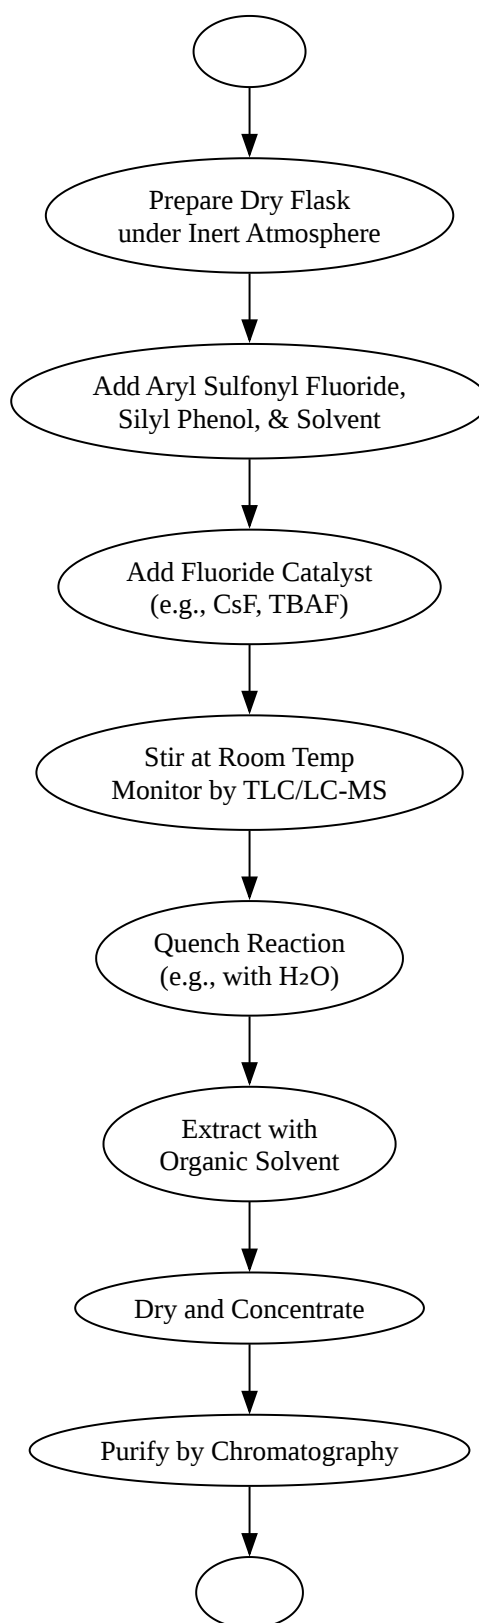 Prepare Dry Flask
under Inert Atmosphere
Add Aryl Sulfonyl Fluoride,
Silyl Phenol, & Solvent
Add Fluoride Catalyst
(e.g., CsF, TBAF)
Stir at Room Temp
Monitor by TLC/LC-MS
Quench Reaction
(e.g., with H₂O)
Extract with
Organic Solvent
Dry and Concentrate
Purify by Chromatography